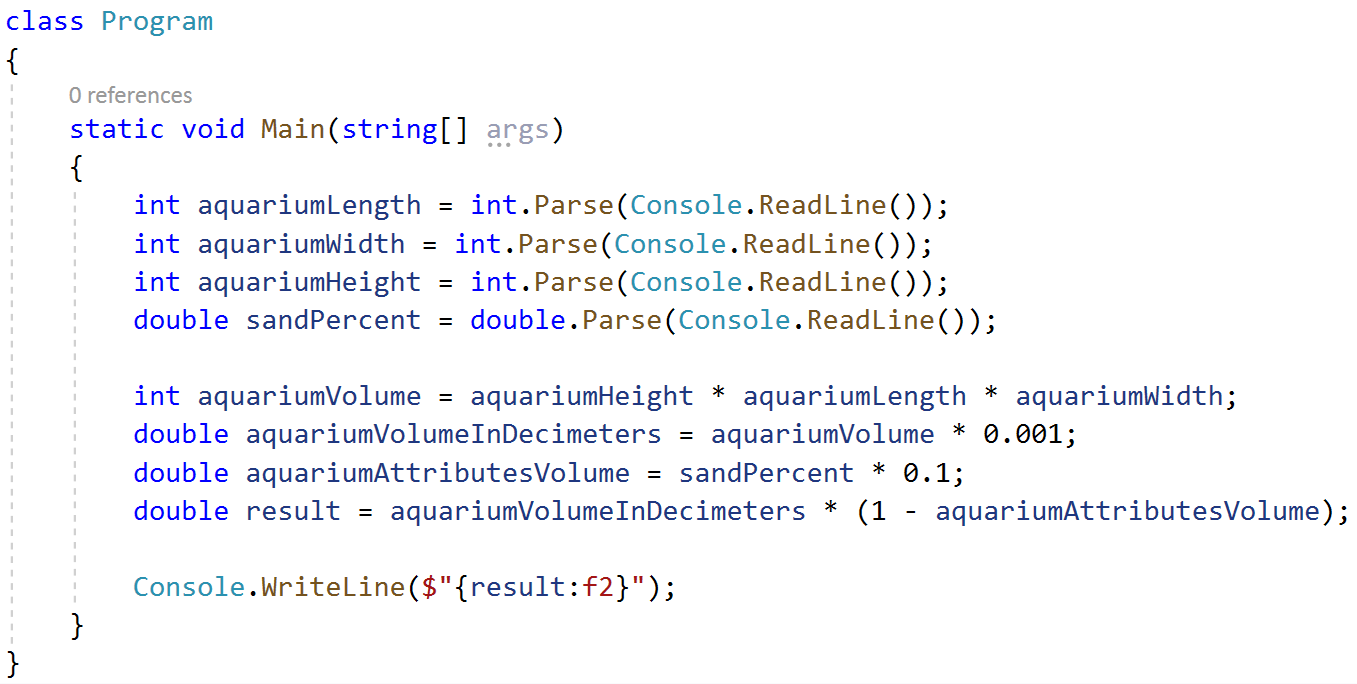 class Program
{
0 references
static void Main(string[] args)
{
int aquariumLength = int.Parse(Console.ReadLine());
int aquariumWidth = int.Parse(Console.ReadLine());
int aquariumHeight = int.Parse(Console.ReadLine());
double sandPercent = double.Parse(Console.ReadLine());
int aquariumVolume = aquariumHeight * aquariumLength * aquariumWidth;
double aquariumVolumeInDecimeters = aquariumVolume * 0.001;
double aquariumAttributesVolume = sandPercent * 0.1;
double result = aquariumVolumeInDecimeters * (1 - aquariumAttributesVolume);
Console.WriteLine($"{result:f2}");
}
}